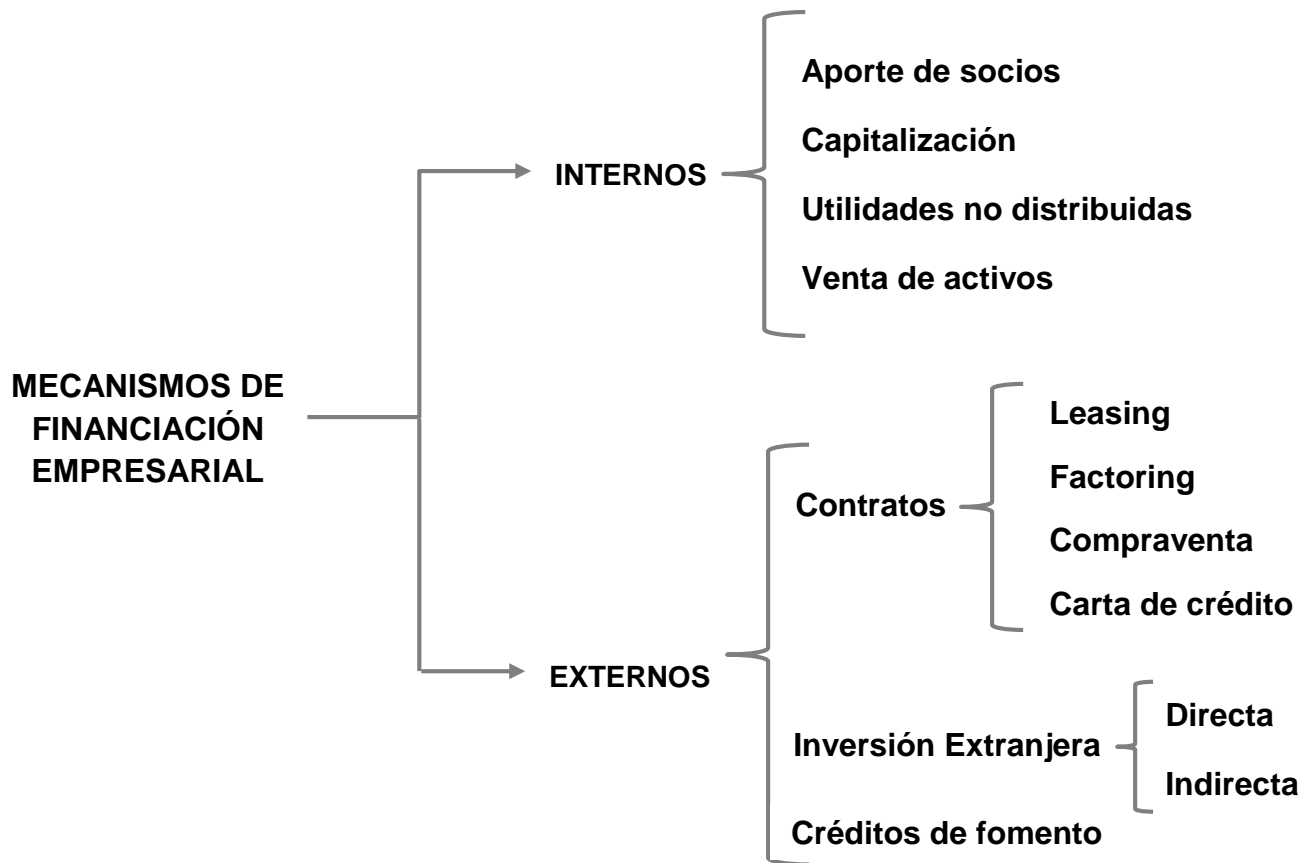 MECANISMOS DE
FINANCIACIÓN
EMPRESARIAL
INTERNOS
Aporte de socios
Capitalización
Utilidades no distribuidas
Venta de activos
EXTERNOS
Contratos
Leasing
Factoring
Compraventa
Carta de crédito
Inversión Extranjera
Directa
Indirecta
Créditos de fomento